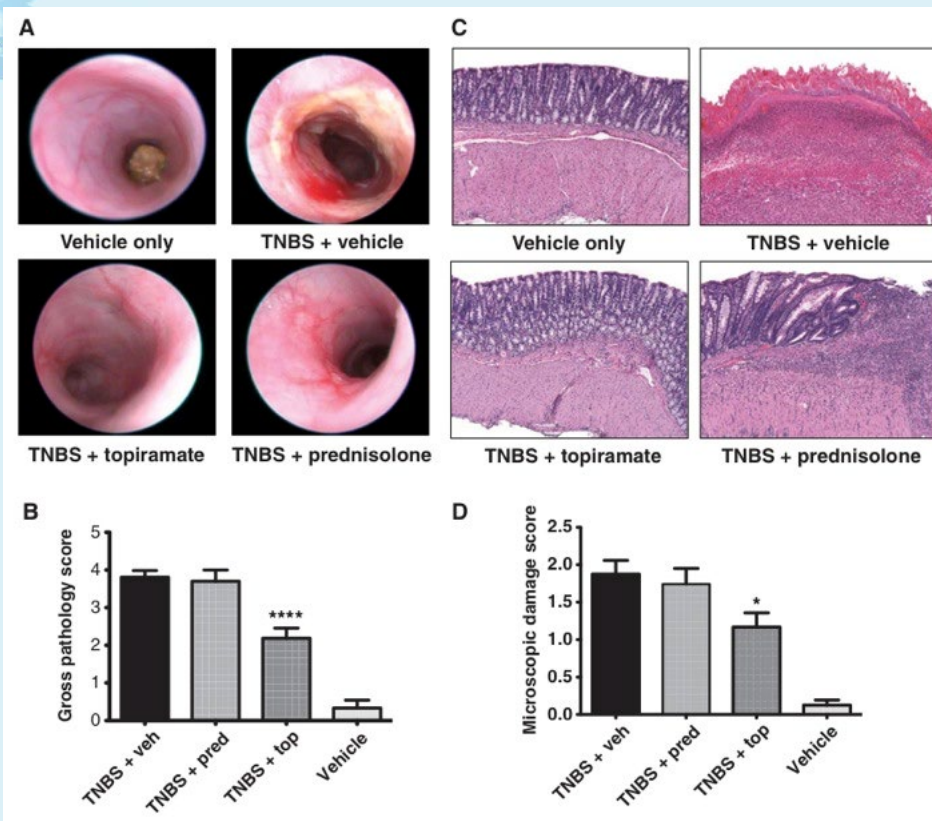 A
C
Vehicle only
TNBS + vehicle
Vehicle only
TNBS + vehicle
TNBS + topiramate
TNBS + prednisolone
TNBS + topiramate
TNBS + prednisolone
B
Gross pathology score
5
4
3
2
1
0
****
TNBS + veh
TNBS + pred
TNBS + top
Vehicle
D
Microscopic damage score
2.5
2.0
1.5
1.0
0.5
0.0
*
TNBS + veh
TNBS + pred
TNBS + top
Vehicle